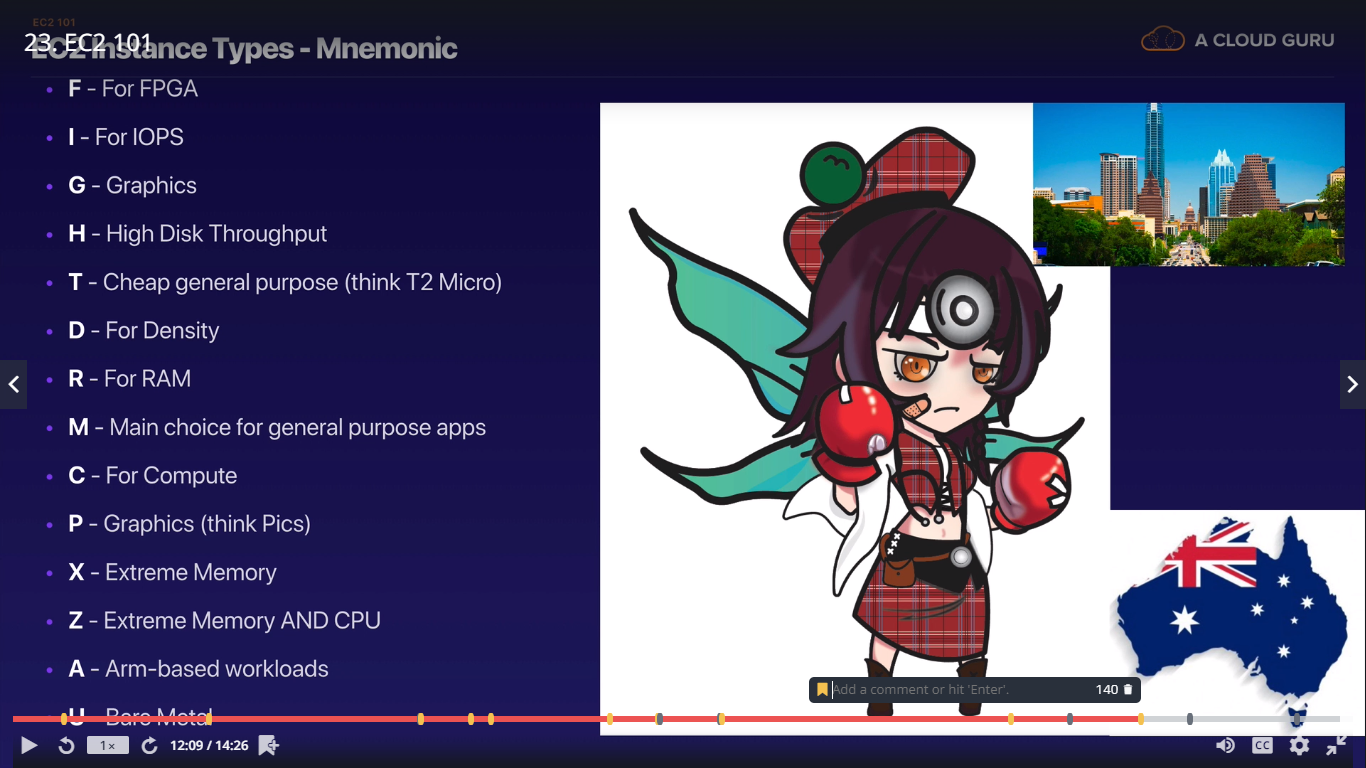 EC2 101
23. EC2 101
EC2 Instance Types - Mnemonic
A CLOUD GURU
F - For FPGA
I - For IOPS
G - Graphics
H - High Disk Throughput
T - Cheap general purpose (think T2 Micro)
D - For Density
R - For RAM
M - Main choice for general purpose apps
C - For Compute
P - Graphics (think Pics)
X - Extreme Memory
Z - Extreme Memory AND CPU
A - Arm-based workloads
U - Bare Metal
Add a comment or hit 'Enter'.
140
1×
12:09 / 14:26
CC